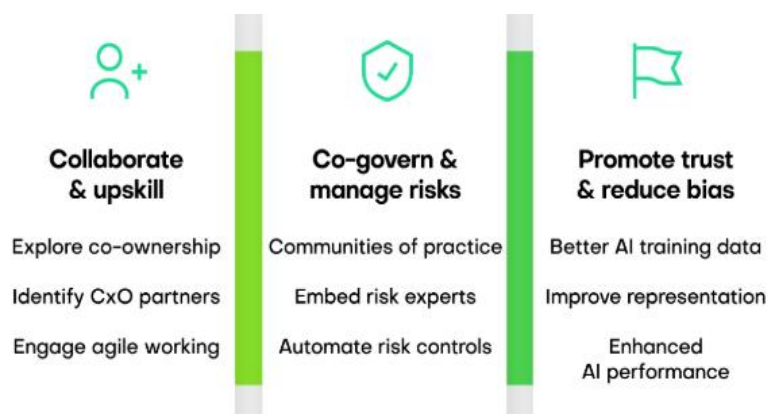 Collaborate
& upskill
Explore co-ownership
Identify CxO partners
Engage agile working
Co-govern &
manage risks
Communities of practice
Embed risk experts
Automate risk controls
Promote trust
& reduce bias
Better AI training data
Improve representation
Enhanced
AI performance